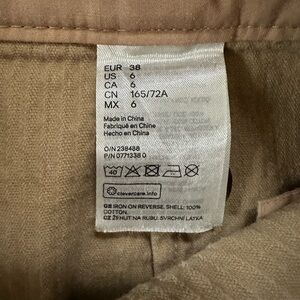 EUR 38
US 6
CA 6
CN 165/72A
MX 6
Made in China
Fabriqué en Chine
Hecho en China
O/N 238488
P/N 0771338 0
40
clevercare.info
GB IRON ON REVERSE. SHELL: 100%
COTTON.
CZ ŽEHLIT NA RUBU. SVRCHNÍ LÁTKA